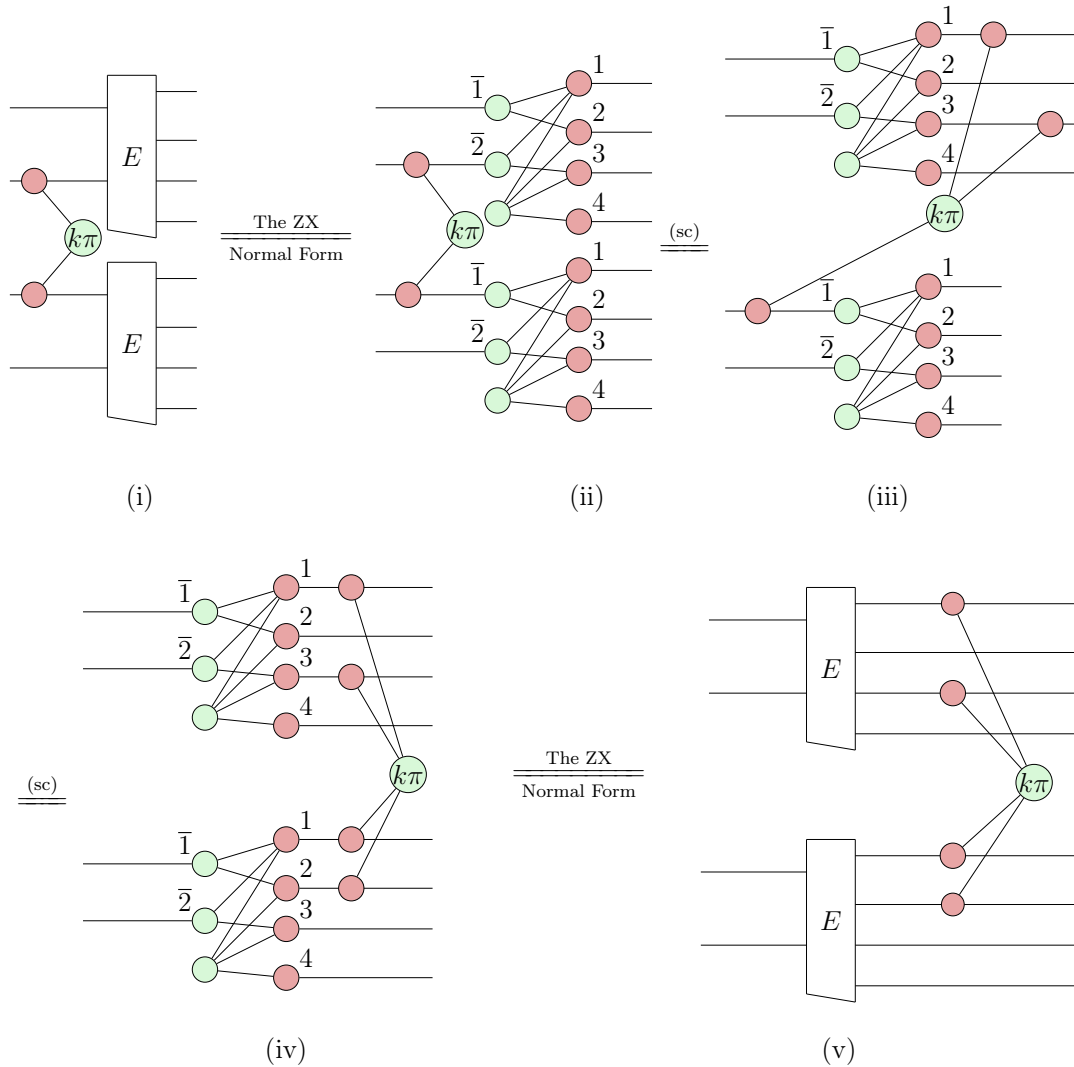 1̅
2̅
1
2
3
4
1̅
2̅
1
2
3
4
E
E
kπ
The ZX
Normal Form
kπ
(sc)
1̅
2̅
1
2
3
4
kπ
1̅
2̅
1
2
3
4
(i)
(ii)
(iii)
(sc)
1̅
2̅
1
2
3
4
kπ
1̅
2̅
1
2
3
4
The ZX
Normal Form
E
kπ
E
(iv)
(v)